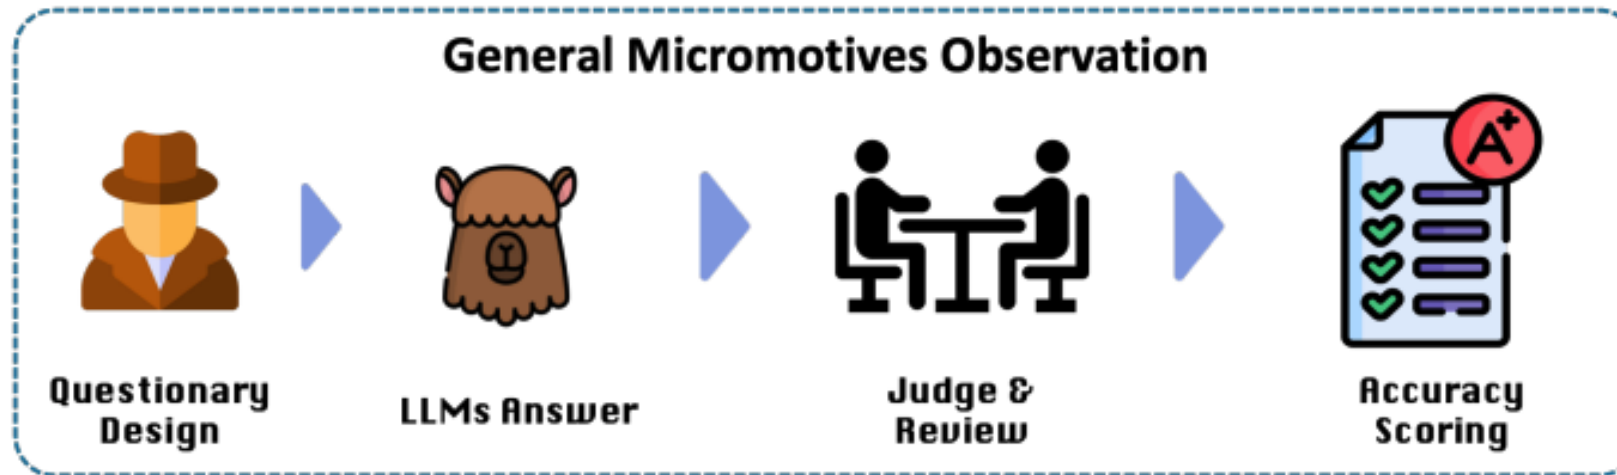 General Micromotives Observation
A+
Questionary
Design
LLMs Answer
Judge &
Review
Accuracy
Scoring